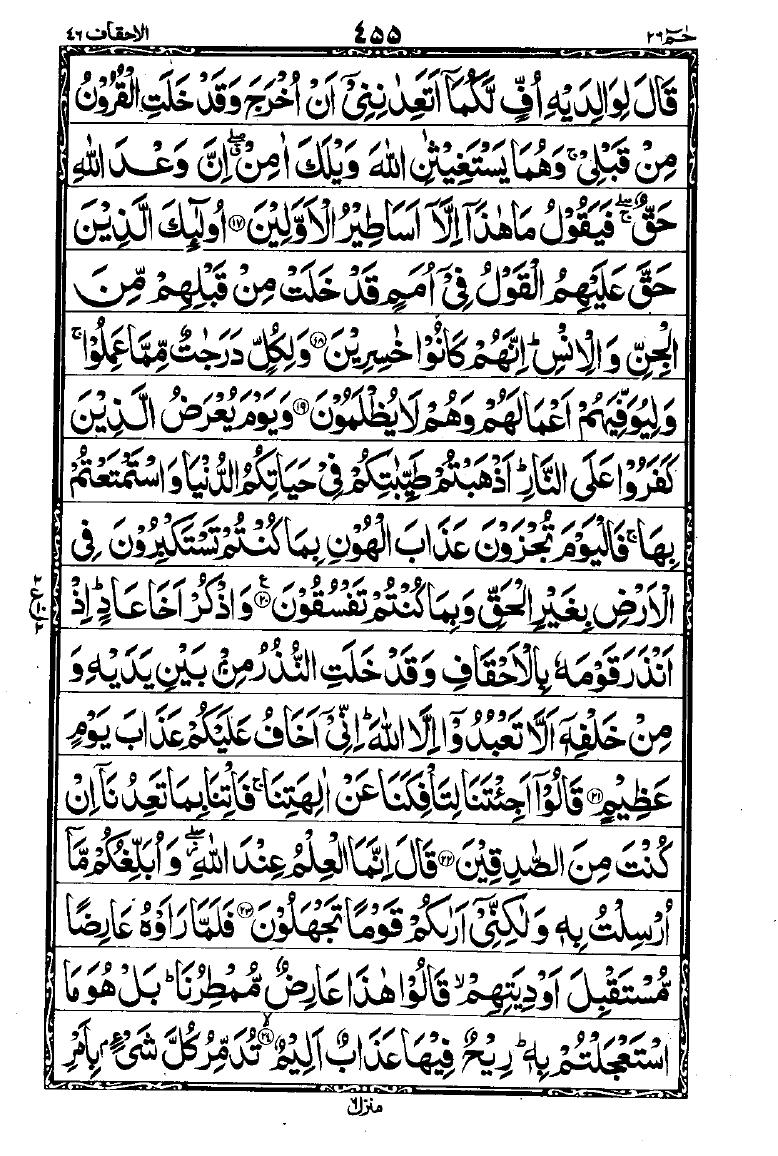 حٰمٓ ٢٦ ٤٥٥ الاحقاف ٤٦
قَالَ لِوَالِدَيْهِ اُفٍّ لَّكُمَاۤ اَتَعِدٰنِنِیْۤ اَنْ اُخْرَجَ وَقَدْ خَلَتِ الْقُرُوْنُ
مِنْ قَبْلِیْ ۚ وَهُمَا يَسْتَغِيْثٰنِ اللّٰهَ وَيْلَكَ اٰمِنْ ۖۗ اِنَّ وَعْدَ اللّٰهِ
حَقٌّ ۚۖ فَيَقُوْلُ مَا هٰذَاۤ اِلَّاۤ اَسَاطِيْرُ الْاَوَّلِيْنَ ﴿١٧﴾ اُولٰٓئِكَ الَّذِيْنَ
حَقَّ عَلَيْهِمُ الْقَوْلُ فِیْۤ اُمَمٍ قَدْ خَلَتْ مِنْ قَبْلِهِمْ مِّنَ
الْجِنِّ وَالْاِنْسِ ؕ اِنَّهُمْ كَانُوْا خٰسِرِيْنَ ﴿١٨﴾ وَلِكُلٍّ دَرَجٰتٌ مِّمَّا عَمِلُوْا ۚ
وَلِيُوَفِّيَهُمْ اَعْمَالَهُمْ وَهُمْ لَا يُظْلَمُوْنَ ﴿١٩﴾ وَيَوْمَ يُعْرَضُ الَّذِيْنَ
كَفَرُوْا عَلَى النَّارِ ؕ اَذْهَبْتُمْ طَيِّبٰتِكُمْ فِیْ حَيَاتِكُمُ الدُّنْيَا وَاسْتَمْتَعْتُمْ
بِهَا ۚ فَالْيَوْمَ تُجْزَوْنَ عَذَابَ الْهُوْنِ بِمَا كُنْتُمْ تَسْتَكْبِرُوْنَ فِی
الْاَرْضِ بِغَيْرِ الْحَقِّ وَبِمَا كُنْتُمْ تَفْسُقُوْنَ ﴿٢٠﴾ ع وَاذْكُرْ اَخَا عَادٍ ؕ اِذْ
اَنْذَرَ قَوْمَهٗ بِالْاَحْقَافِ وَقَدْ خَلَتِ النُّذُرُ مِنْۢ بَيْنِ يَدَيْهِ وَ
مِنْ خَلْفِهٖۤ اَلَّا تَعْبُدُوْۤا اِلَّا اللّٰهَ ؕ اِنِّیْۤ اَخَافُ عَلَيْكُمْ عَذَابَ يَوْمٍ
عَظِيْمٍ ﴿٢١﴾ قَالُوْۤا اَجِئْتَنَا لِتَاْفِكَنَا عَنْ اٰلِهَتِنَا ۚ فَاْتِنَا بِمَا تَعِدُنَاۤ اِنْ
كُنْتَ مِنَ الصّٰدِقِيْنَ ﴿٢٢﴾ قَالَ اِنَّمَا الْعِلْمُ عِنْدَ اللّٰهِ ۖؗ وَاُبَلِّغُكُمْ مَّاۤ
اُرْسِلْتُ بِهٖ وَلٰكِنِّیْۤ اَرٰىكُمْ قَوْمًا تَجْهَلُوْنَ ﴿٢٣﴾ فَلَمَّا رَاَوْهُ عَارِضًا
مُّسْتَقْبِلَ اَوْدِيَتِهِمْ ۙ قَالُوْا هٰذَا عَارِضٌ مُّمْطِرُنَا ؕ بَلْ هُوَ مَا
اسْتَعْجَلْتُمْ بِهٖ ؕ رِيْحٌ فِيْهَا عَذَابٌ اَلِيْمٌ ﴿٢٤﴾ۙ تُدَمِّرُ كُلَّ شَیْءٍۭ بِاَمْرِ
منزل ٦